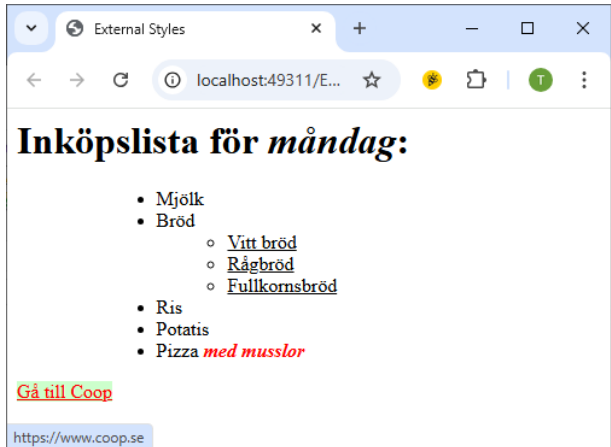 External Styles
localhost:49311/E...
T
Inköpslista för måndag:
Mjölk
Bröd
Vitt bröd
Rågbröd
Fullkornsbröd
Ris
Potatis
Pizza med musslor
Gå till Coop
https://www.coop.se